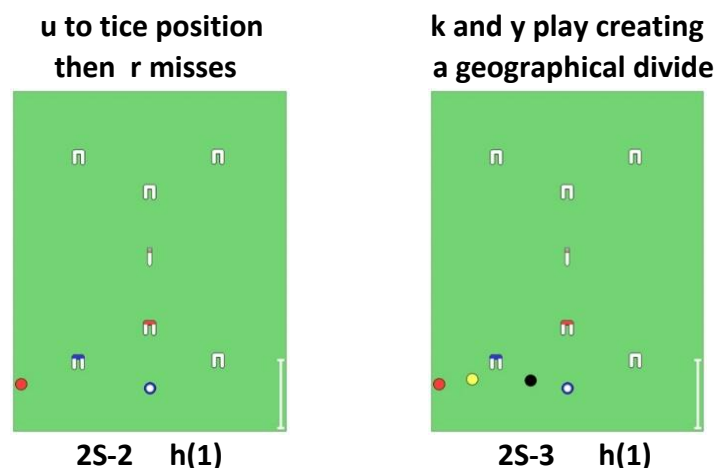 u to tice position
then r misses
2S-2 h(1)
k and y play creating
a geographical divide
2S-3 h(1)